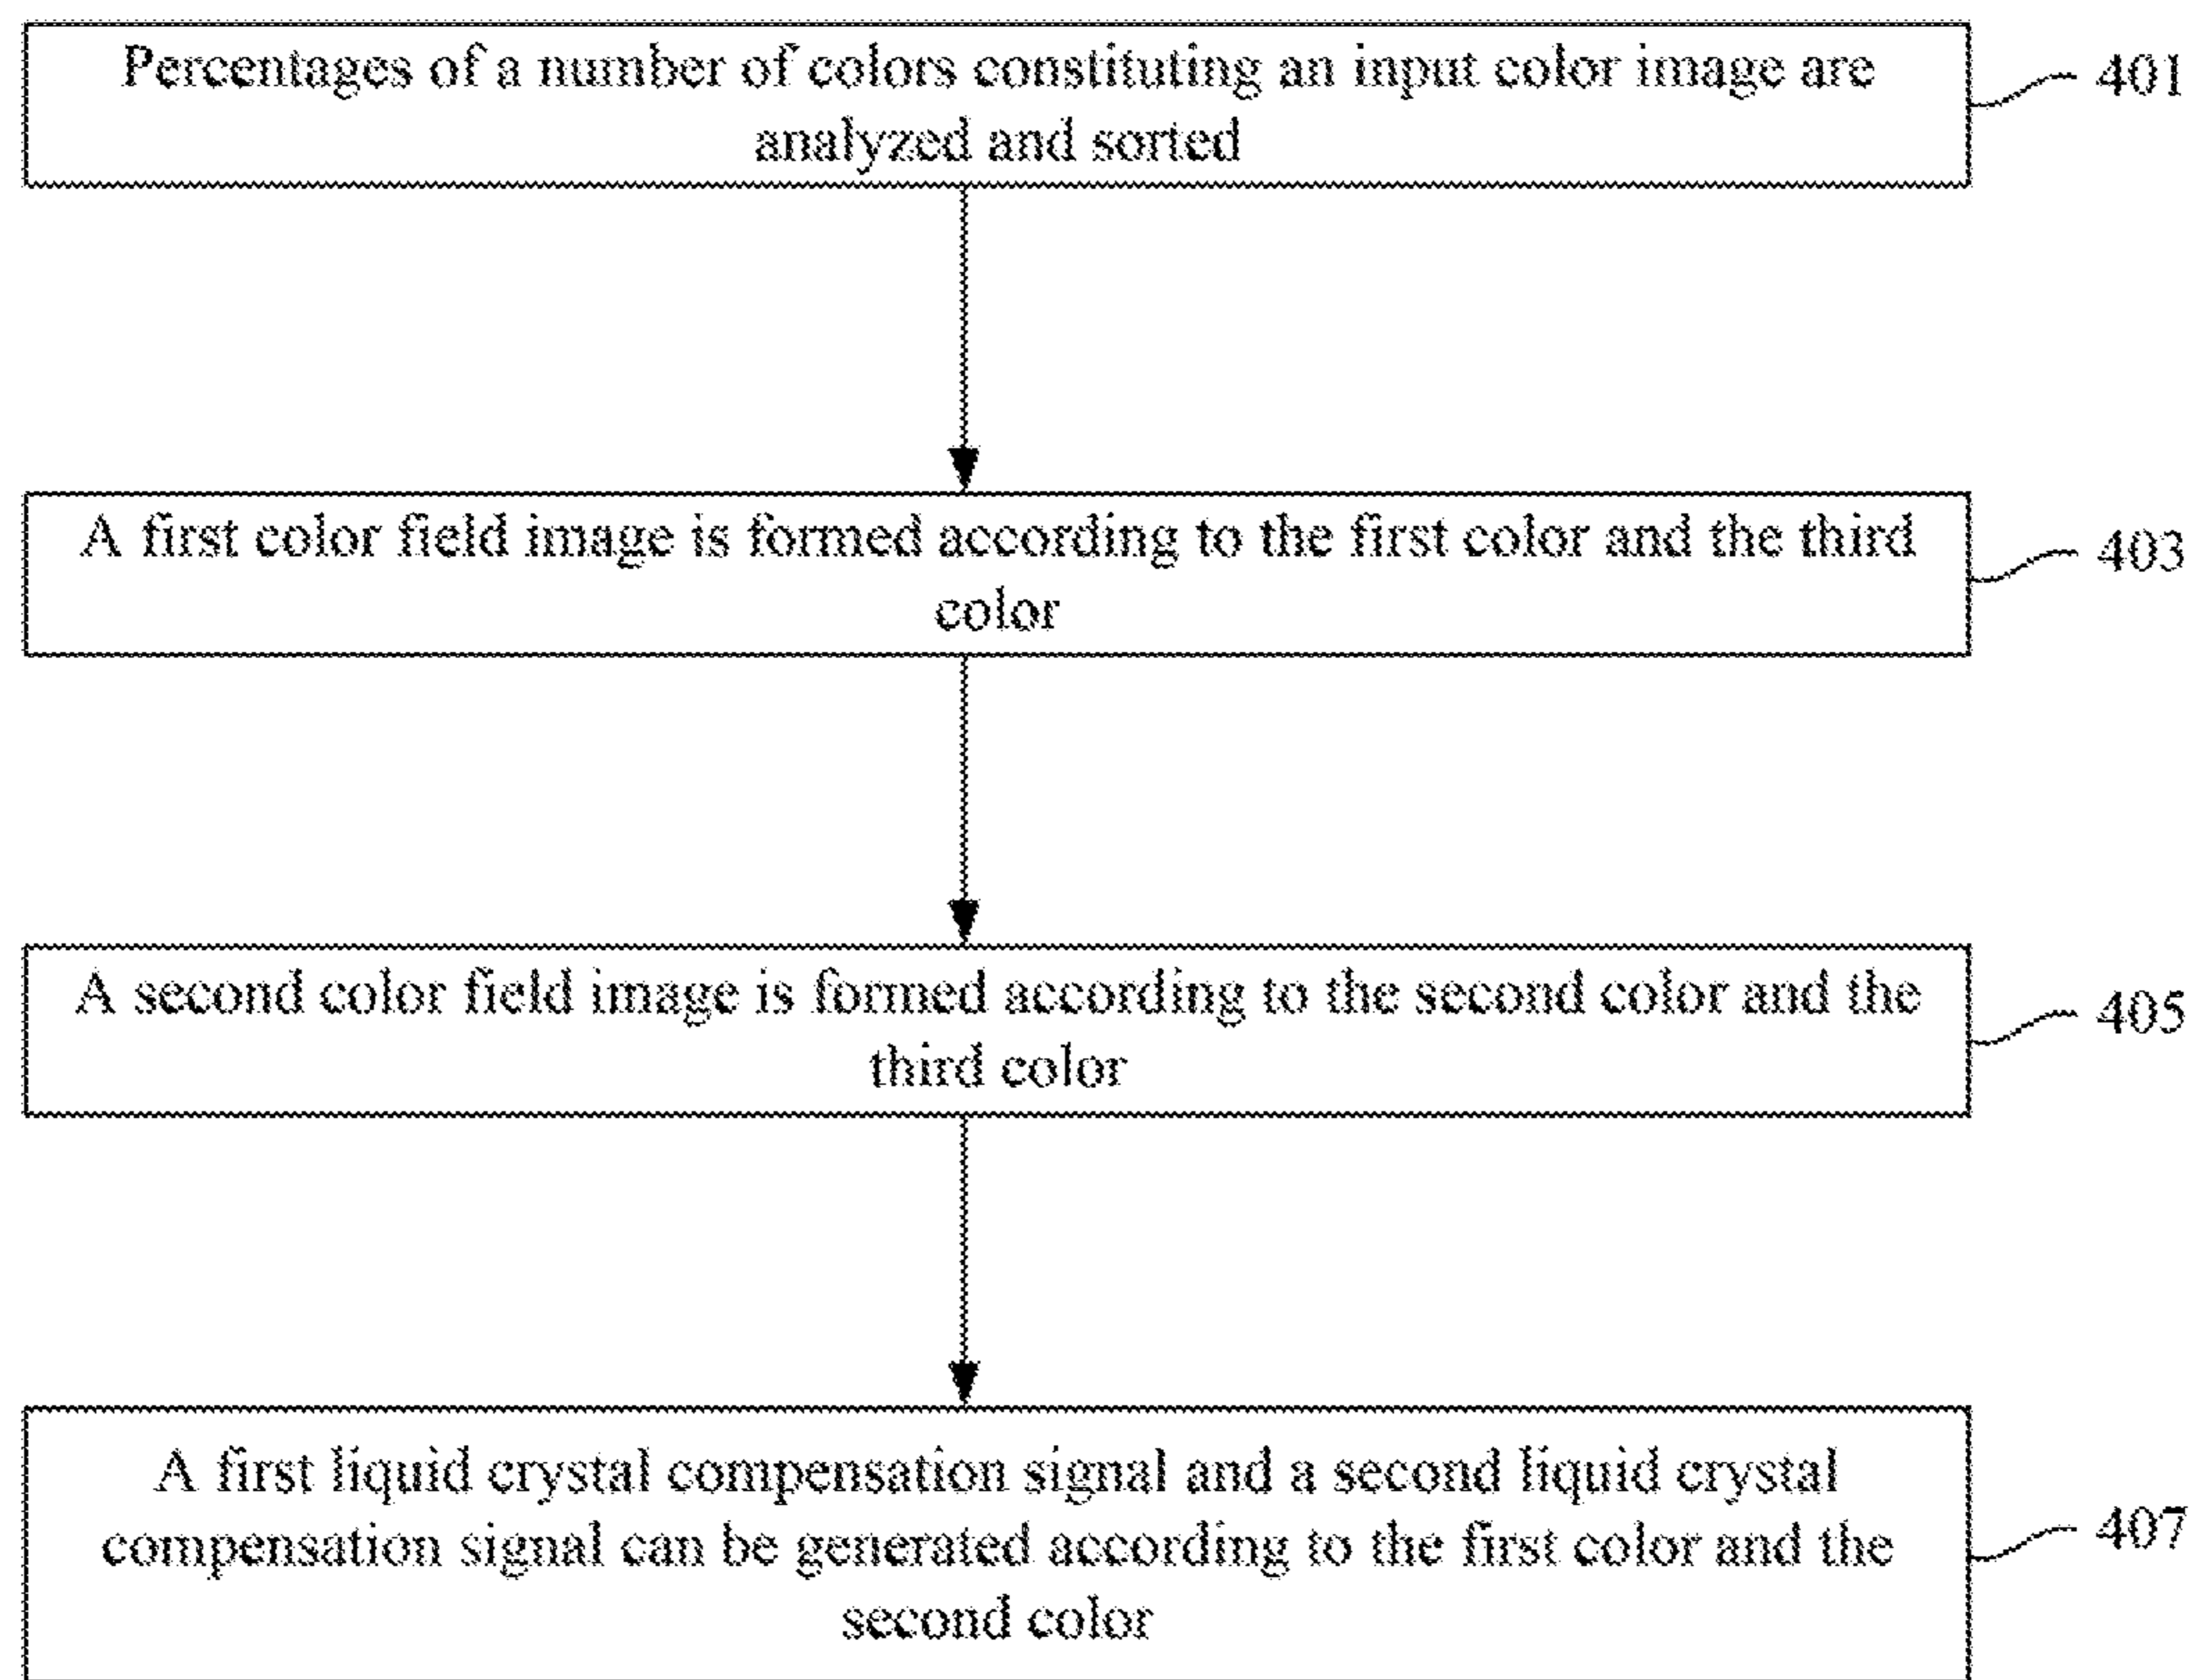 Percentages of a number of colors constituting an input color image are
analyzed and sorted
401
A first color field image is formed according to the first color and the third
color
403
A second color field image is formed according to the second color and the
third color
405
A first liquid crystal compensation signal and a second liquid crystal
compensation signal can be generated according to the first color and the
second color
407